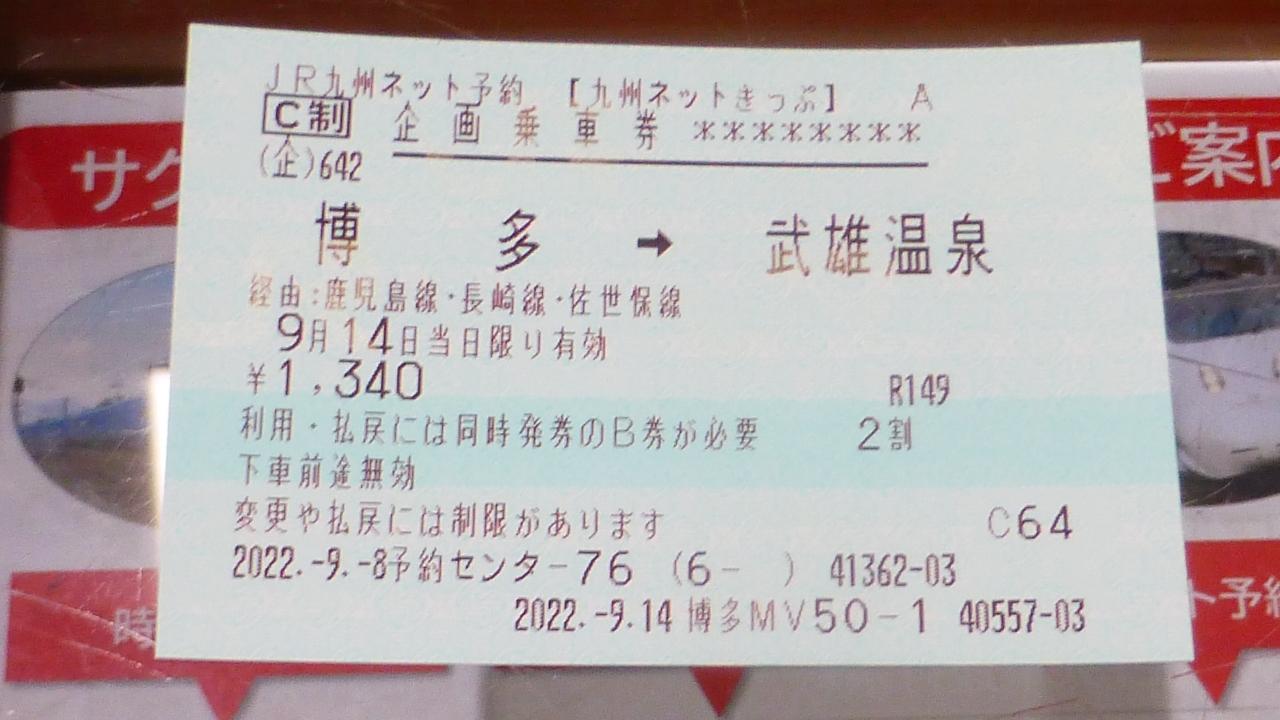 JR九州ネット予約 【九州ネットきっぷ】 A
C制 企画乗車券 ********
(企)642
博多 → 武雄温泉
経由:鹿児島線・長崎線・佐世保線
9月14日当日限り有効
¥1,340 R149
利用・払戻には同時発券のB券が必要 2割
下車前途無効
変更や払戻には制限があります C64
2022.-9.-8予約センター76 (6- ) 41362-03
2022.-9.14 博多MV50-1 40557-03
サク
ご案内
時
ト予約